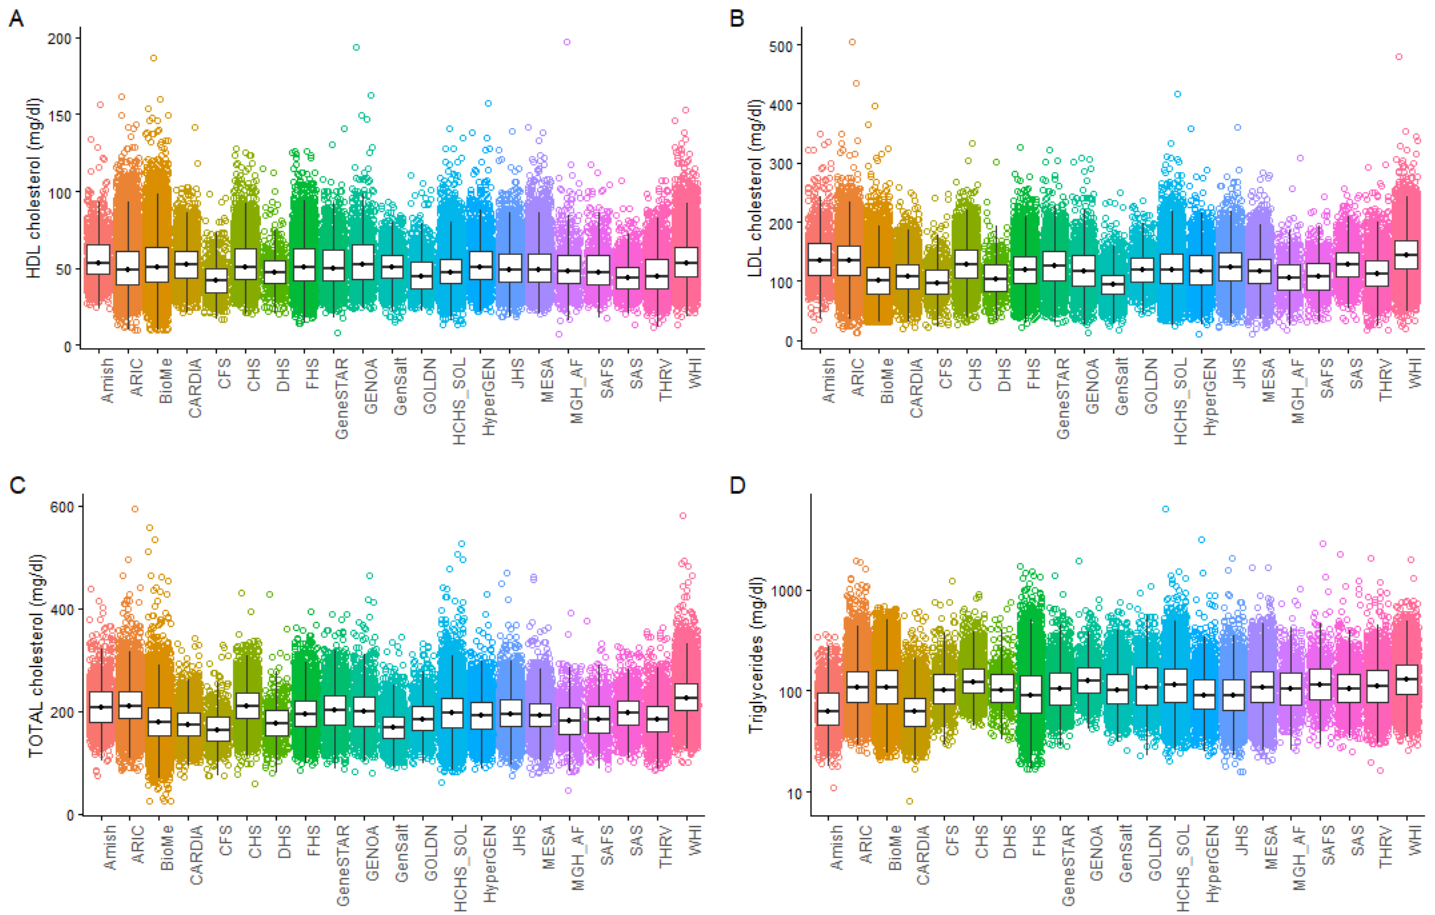 A
HDL cholesterol (mg/dl)
200
150
100
50
0
Amish
ARIC
BioMe
CARDIA
CFS
CHS
DHS
FHS
GeneSTAR
GENOA
GenSalt
GOLDN
HCHS_SOL
HyperGEN
JHS
MESA
MGH_AF
SAFS
SAS
THRV
WHI
B
LDL cholesterol (mg/dl)
500
400
300
200
100
0
Amish
ARIC
BioMe
CARDIA
CFS
CHS
DHS
FHS
GeneSTAR
GENOA
GenSalt
GOLDN
HCHS_SOL
HyperGEN
JHS
MESA
MGH_AF
SAFS
SAS
THRV
WHI
C
TOTAL cholesterol (mg/dl)
600
400
200
0
Amish
ARIC
BioMe
CARDIA
CFS
CHS
DHS
FHS
GeneSTAR
GENOA
GenSalt
GOLDN
HCHS_SOL
HyperGEN
JHS
MESA
MGH_AF
SAFS
SAS
THRV
WHI
D
Triglycerides (mg/dl)
1000
100
10
Amish
ARIC
BioMe
CARDIA
CFS
CHS
DHS
FHS
GeneSTAR
GENOA
GenSalt
GOLDN
HCHS_SOL
HyperGEN
JHS
MESA
MGH_AF
SAFS
SAS
THRV
WHI